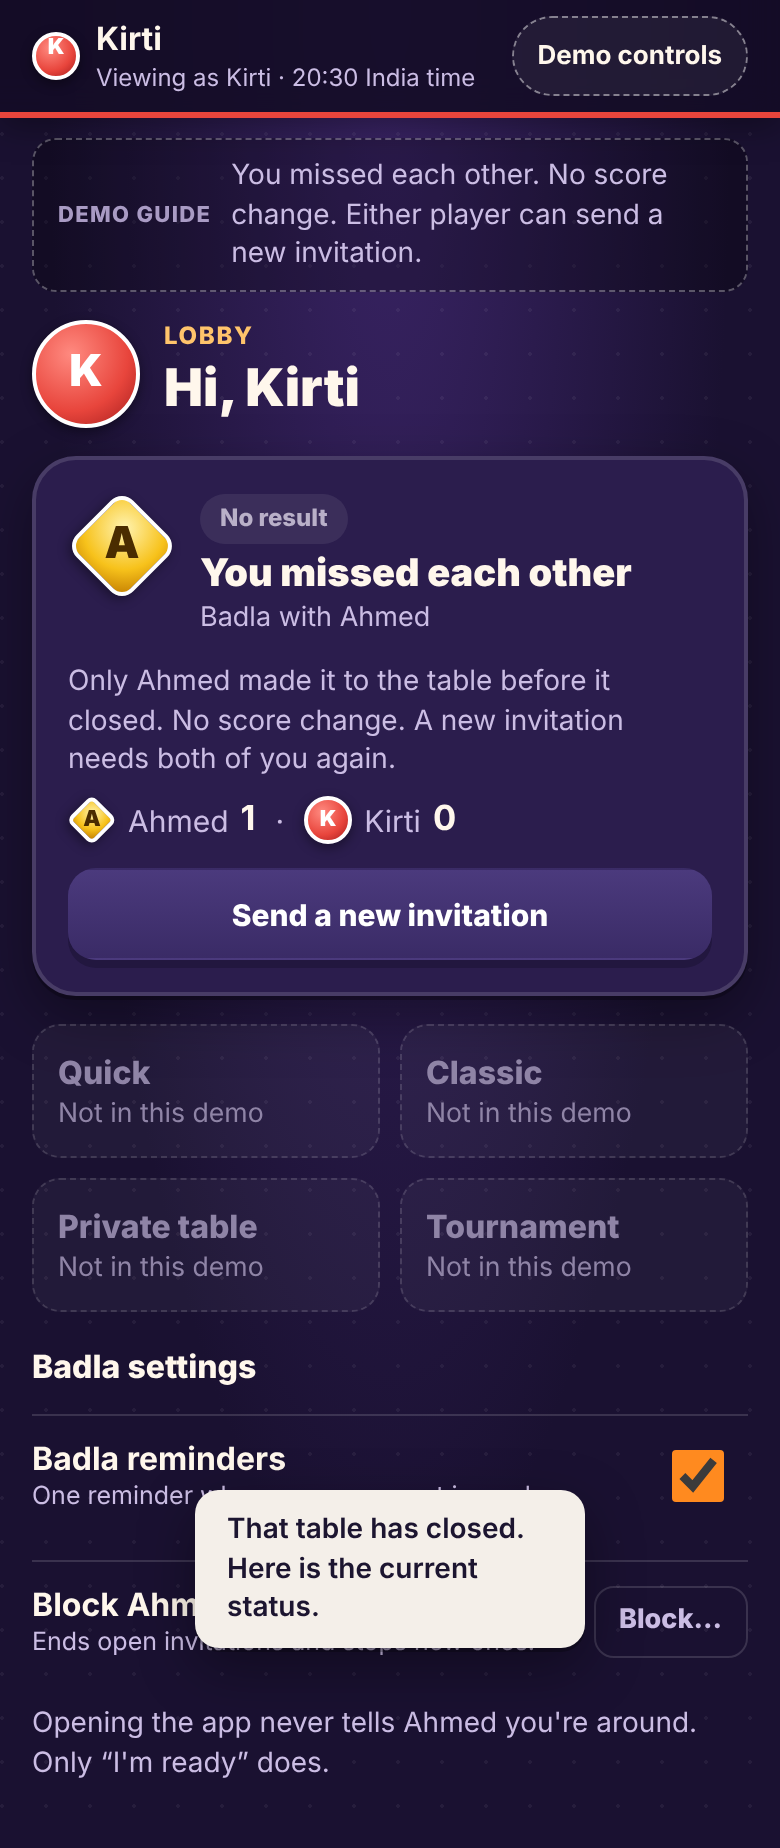 K
Kirti
Viewing as Kirti · 20:30 India time
Demo controls
DEMO GUIDE
You missed each other. No score
change. Either player can send a
new invitation.
K
LOBBY
Hi, Kirti
A
No result
You missed each other
Badla with Ahmed
Only Ahmed made it to the table before it
closed. No score change. A new invitation
needs both of you again.
A Ahmed 1 · K Kirti 0
Send a new invitation
Quick
Not in this demo
Classic
Not in this demo
Private table
Not in this demo
Tournament
Not in this demo
Badla settings
Badla reminders
One reminder
That table has closed.
Here is the current
status.
Block
Ends open
Block...
Opening the app never tells Ahmed you're around.
Only “I'm ready” does.